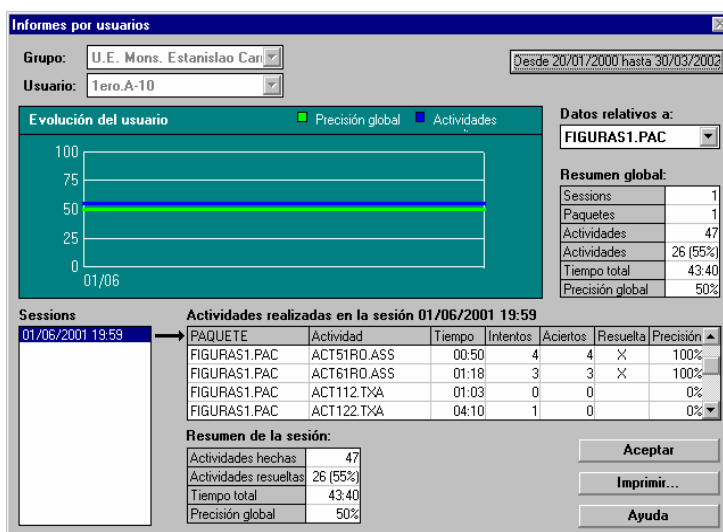 Informes por usuarios
Grupo: U.E. Mons. Estanislao Carr
Desde 20/01/2000 hasta 30/03/2002
Usuario: 1ero.A-10
Evolución del usuario Precisión global Actividades
100
75
50
25
0
01/06
Datos relativos a:
FIGURAS1.PAC
Resumen global:
Sessions 1
Paquetes 1
Actividades 47
Actividades 26 (55%)
Tiempo total 43:40
Precisión global 50%
Sessions
01/06/2001 19:59
Actividades realizadas en la sesión 01/06/2001 19:59
PAQUETE Actividad Tiempo Intentos Aciertos Resuelta Precisión
FIGURAS1.PAC ACT51RO.ASS 00:50 4 4 X 100%
FIGURAS1.PAC ACT61RO.ASS 01:18 3 3 X 100%
FIGURAS1.PAC ACT112.TXA 01:03 0 0 0%
FIGURAS1.PAC ACT122.TXA 04:10 1 0 0%
Resumen de la sesión:
Actividades hechas 47
Actividades resueltas 26 (55%)
Tiempo total 43:40
Precisión global 50%
Aceptar
Imprimir...
Ayuda